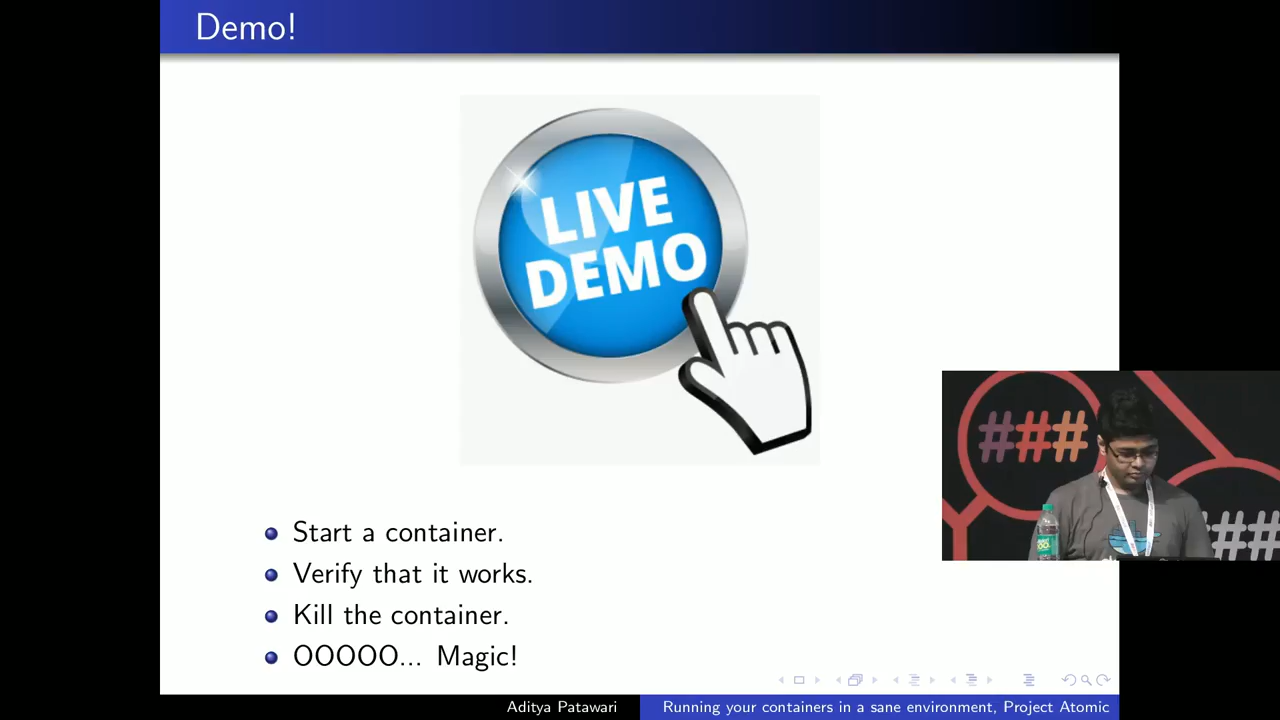 Demo!
LIVE
DEMO
Start a container.
Verify that it works.
Kill the container.
OOOOO... Magic!
###
##
Aditya Patawari
Running your containers in a sane environment, Project Atomic